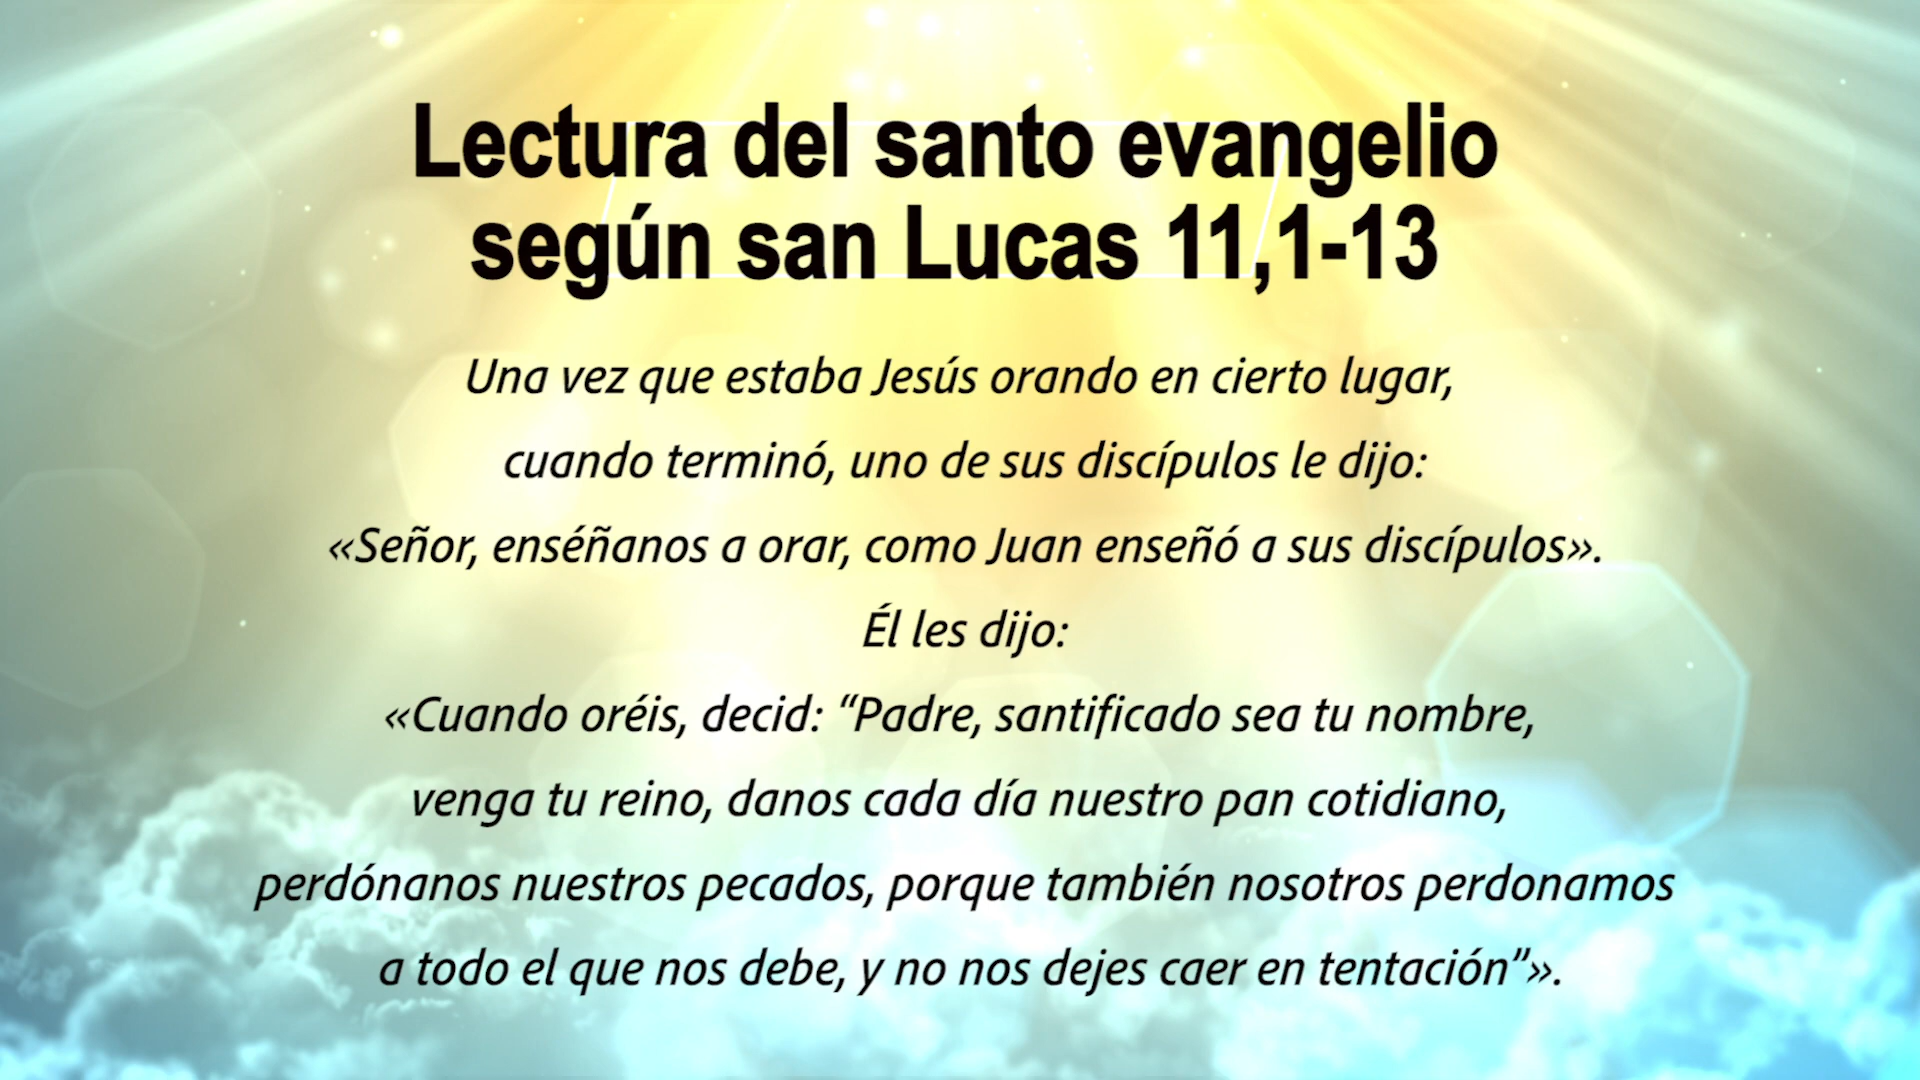 Lectura del santo evangelio
según san Lucas 11,1-13
Una vez que estaba Jesús orando en cierto lugar,
cuando terminó, uno de sus discípulos le dijo:
«Señor, enséñanos a orar, como Juan enseñó a sus discípulos».
Él les dijo:
«Cuando oréis, decid: “Padre, santificado sea tu nombre,
venga tu reino, danos cada día nuestro pan cotidiano,
perdónanos nuestros pecados, porque también nosotros perdonamos
a todo el que nos debe, y no nos dejes caer en tentación”».